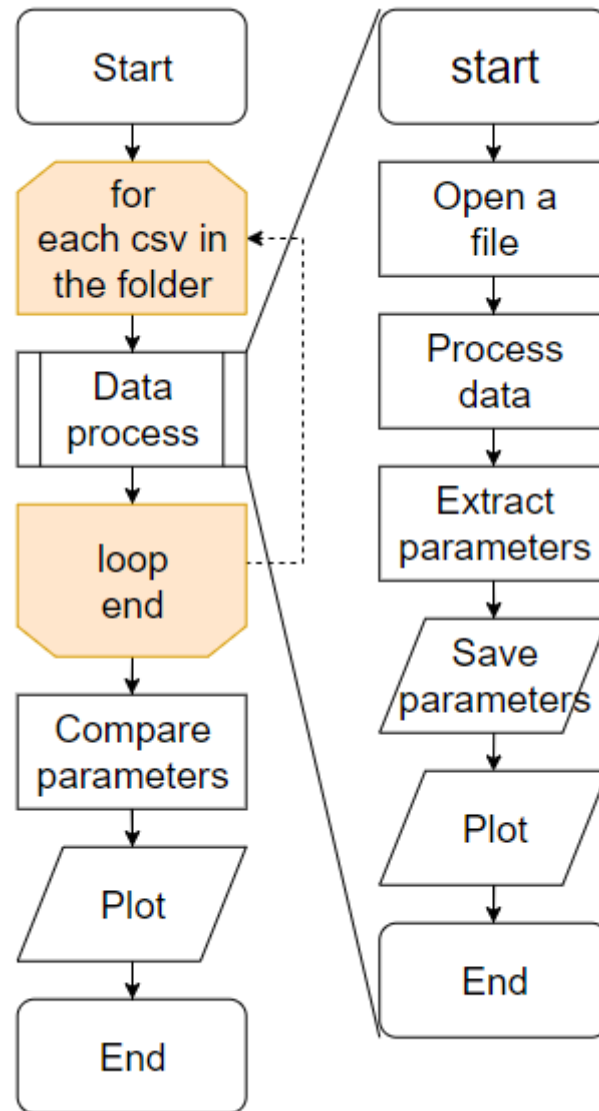 Start
for
each csv in
the folder
Data
process
loop
end
Compare
parameters
Plot
End
start
Open a
file
Process
data
Extract
parameters
Save
parameters
Plot
End